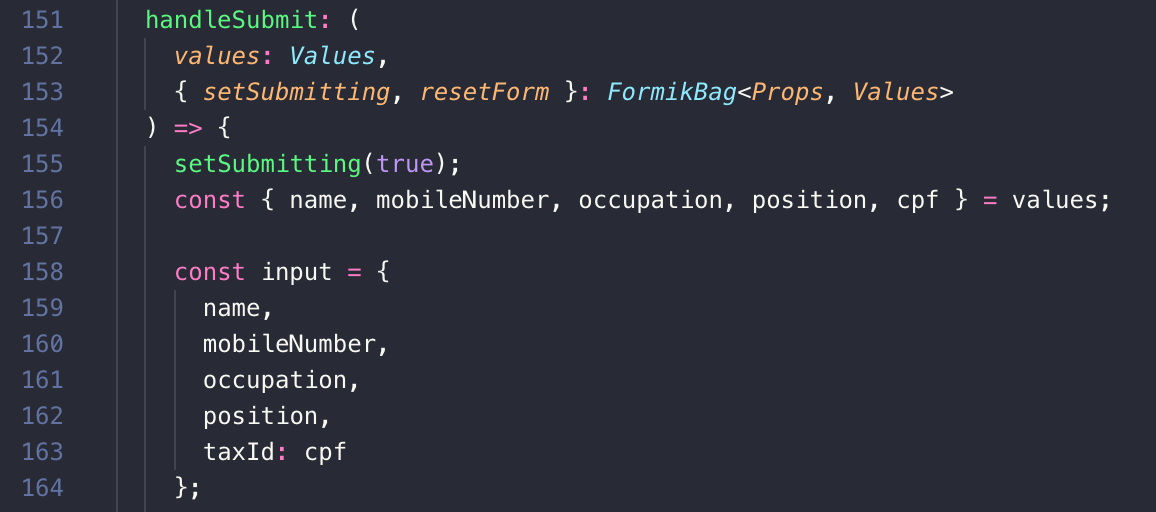 151 handleSubmit: (
152 values: Values,
153 { setSubmitting, resetForm }: FormikBag<Props, Values>
154 ) => {
155 setSubmitting(true);
156 const { name, mobileNumber, occupation, position, cpf } = values;
157
158 const input = {
159 name,
160 mobileNumber,
161 occupation,
162 position,
163 taxId: cpf
164 };